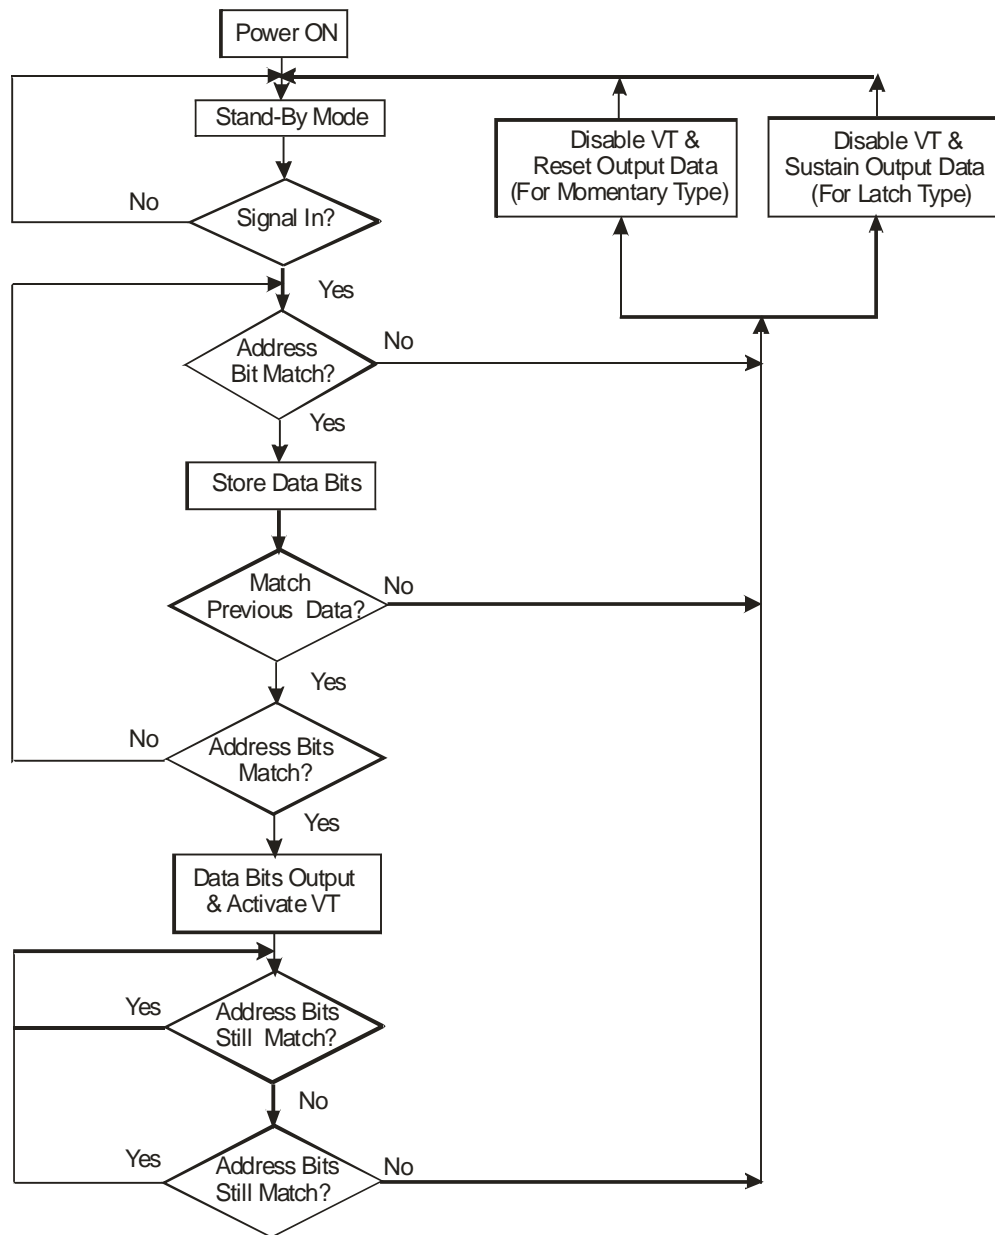 Power ON
Stand-By Mode
Disable VT &
Reset Output Data
(For Momentary Type)
Disable VT &
Sustain Output Data
(For Latch Type)
No
Signal In?
Yes
Address
Bit Match?
No
Yes
Store Data Bits
Match
Previous Data?
No
Yes
No
Address Bits
Match?
Yes
Data Bits Output
& Activate VT
Yes
Address Bits
Still Match?
No
Yes
Address Bits
Still Match?
No